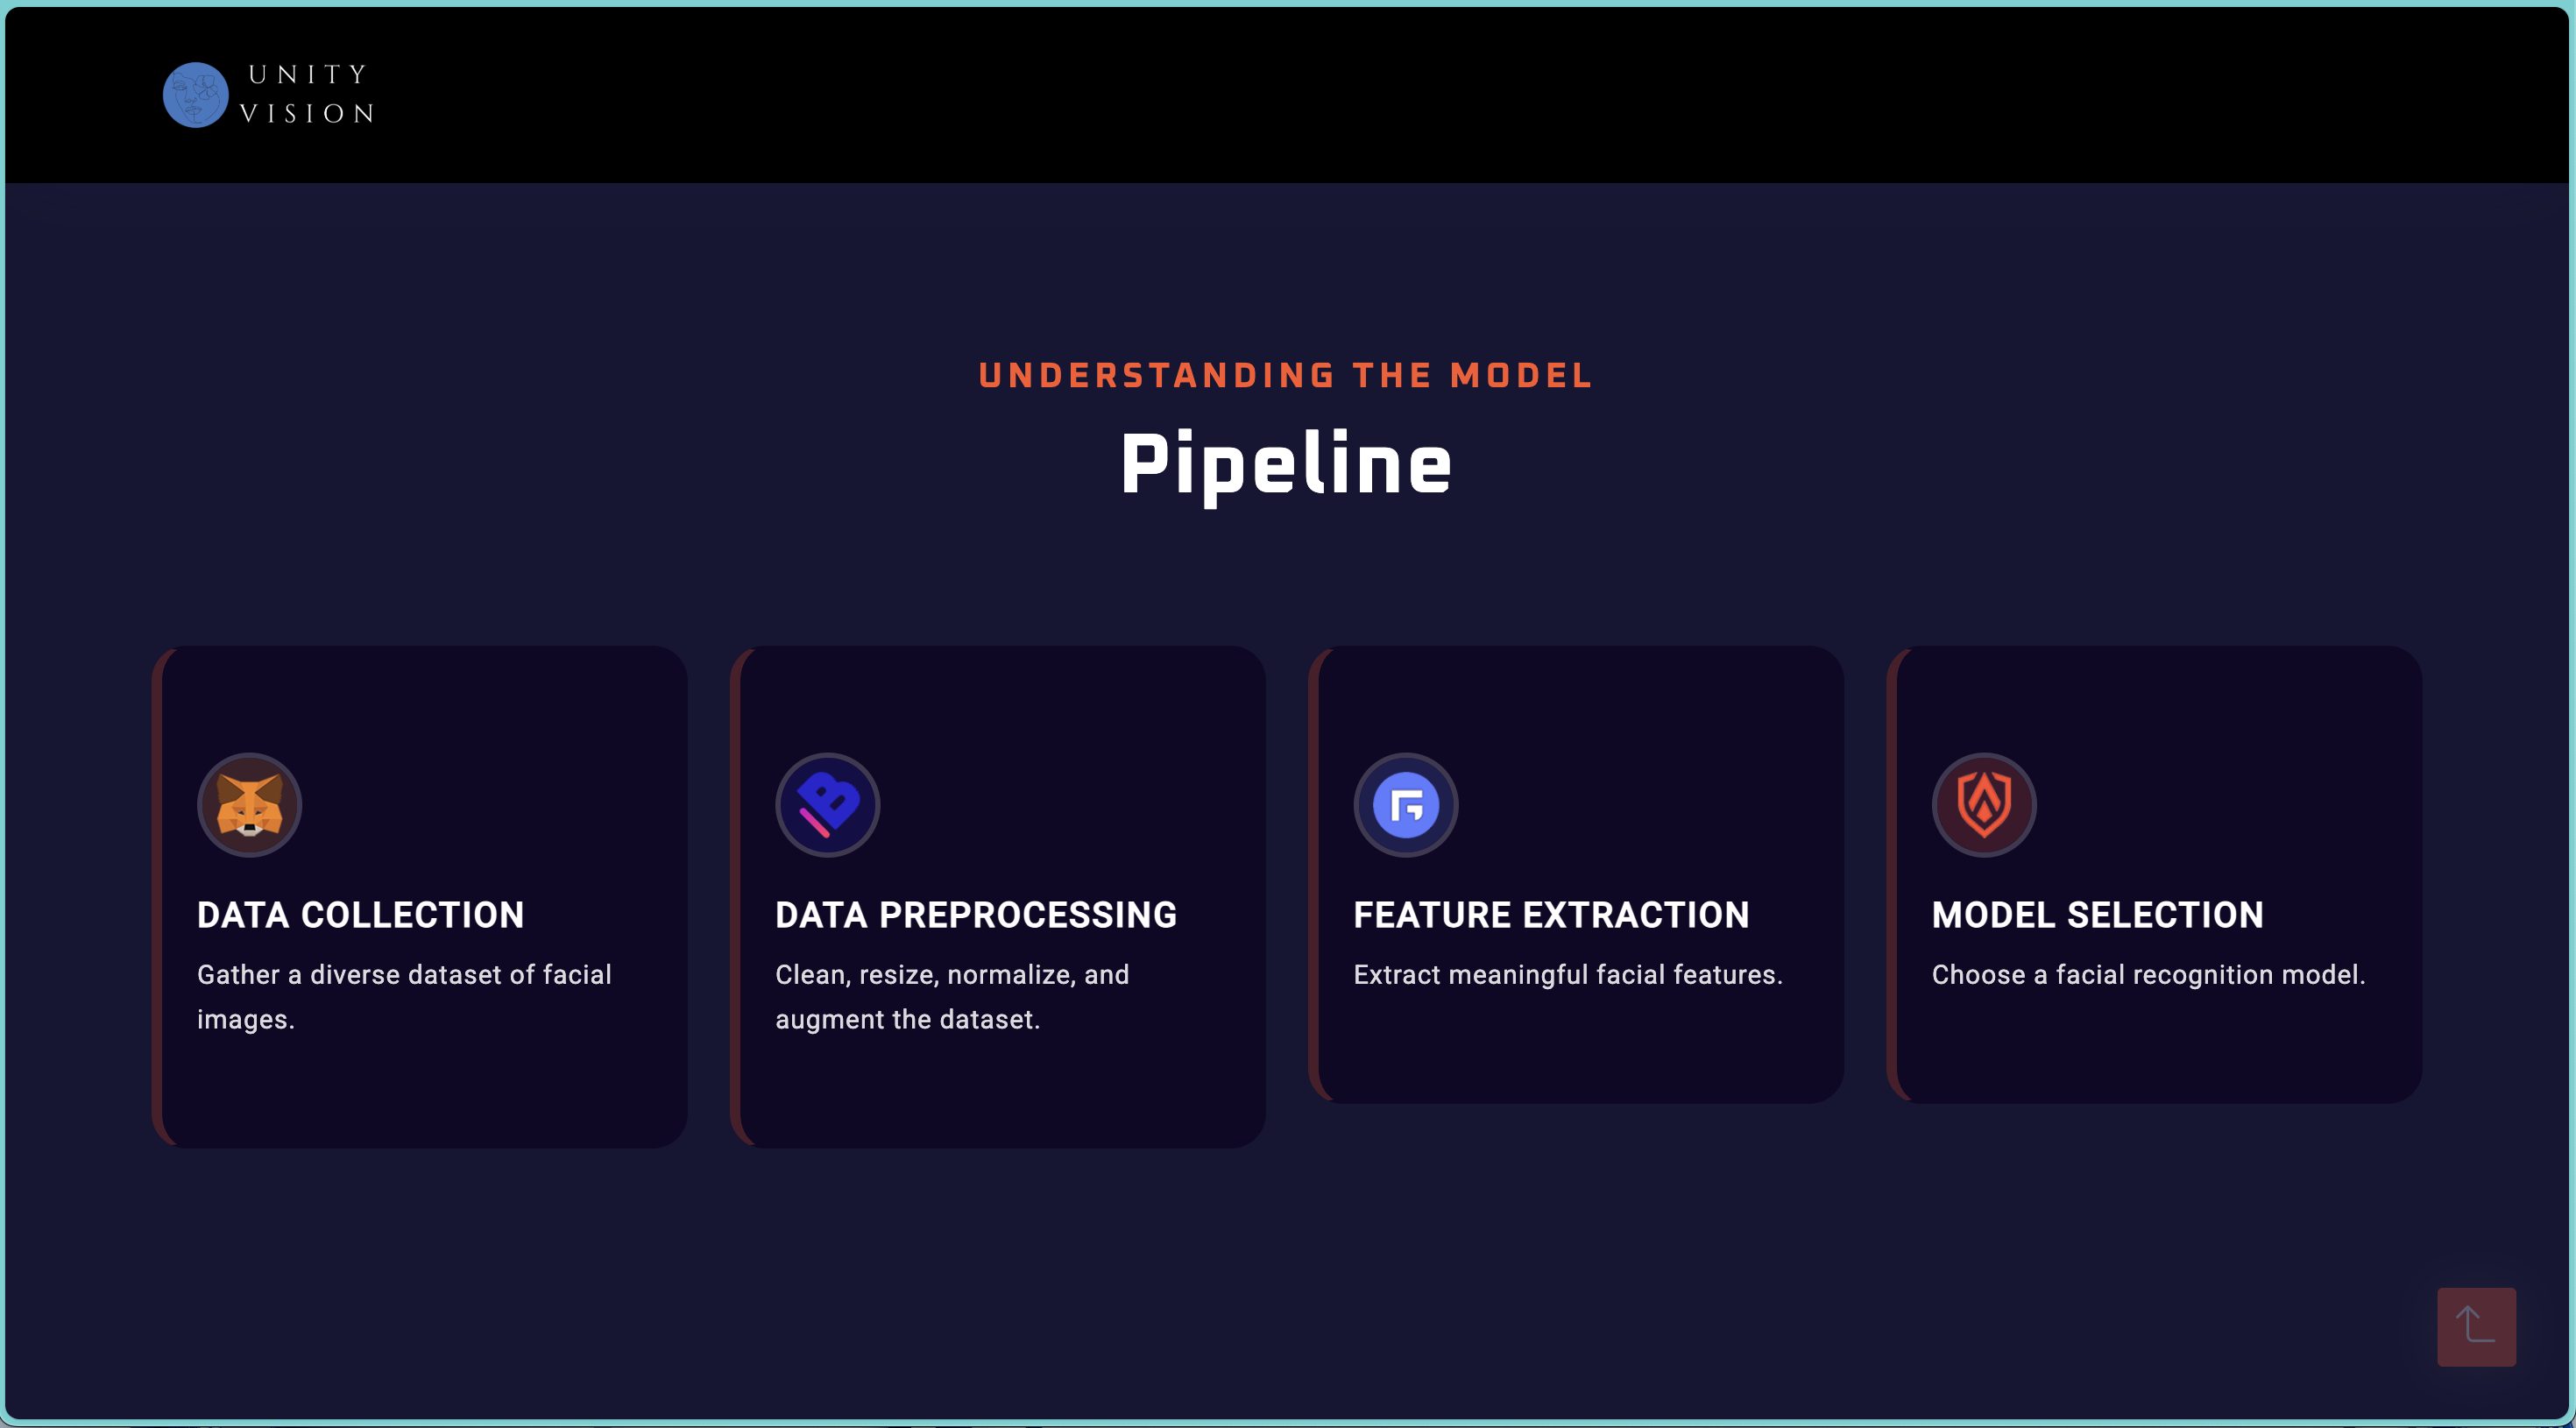 UNITY
VISION
UNDERSTANDING THE MODEL
Pipeline
DATA COLLECTION
Gather a diverse dataset of facial
images.
DATA PREPROCESSING
Clean, resize, normalize, and
augment the dataset.
FEATURE EXTRACTION
Extract meaningful facial features.
MODEL SELECTION
Choose a facial recognition model.